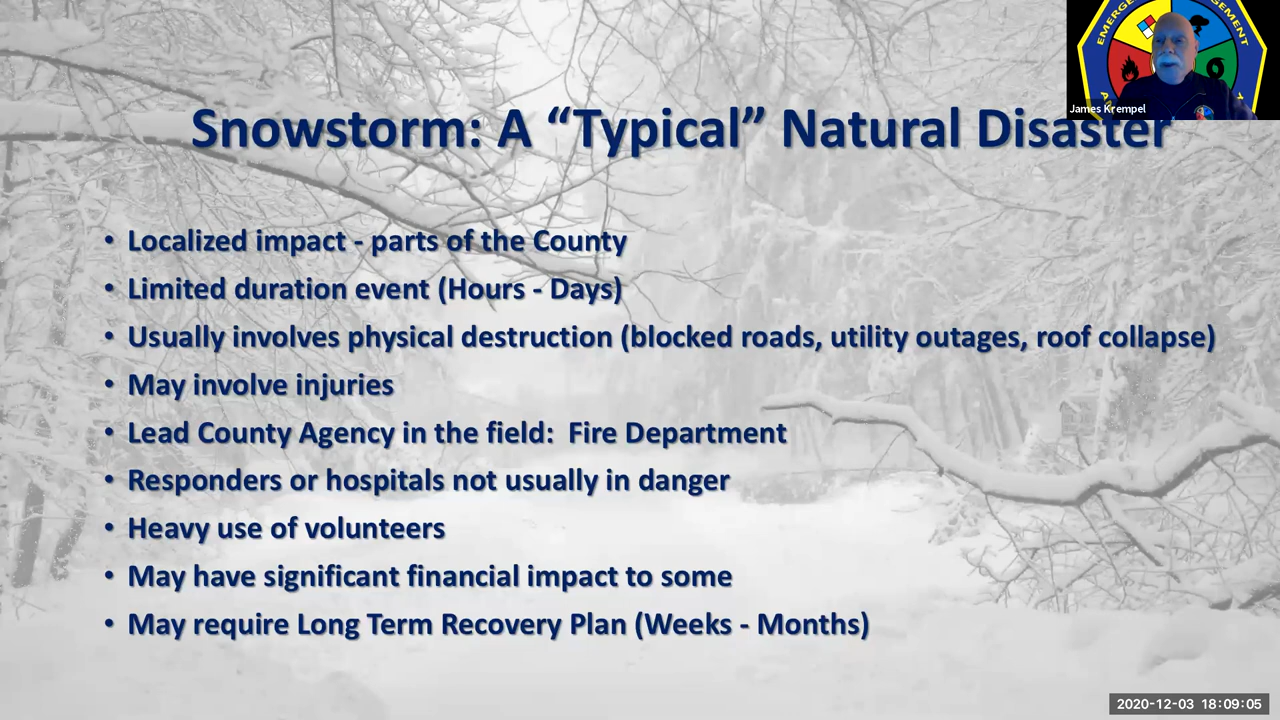 EMERGE
GEMENT
James Krempel
Snowstorm: A “Typical” Natural Disaster
• Localized impact - parts of the County
• Limited duration event (Hours - Days)
• Usually involves physical destruction (blocked roads, utility outages, roof collapse)
• May involve injuries
• Lead County Agency in the field:  Fire Department
• Responders or hospitals not usually in danger
• Heavy use of volunteers
• May have significant financial impact to some
• May require Long Term Recovery Plan (Weeks - Months)
2020-12-03 18:09:05